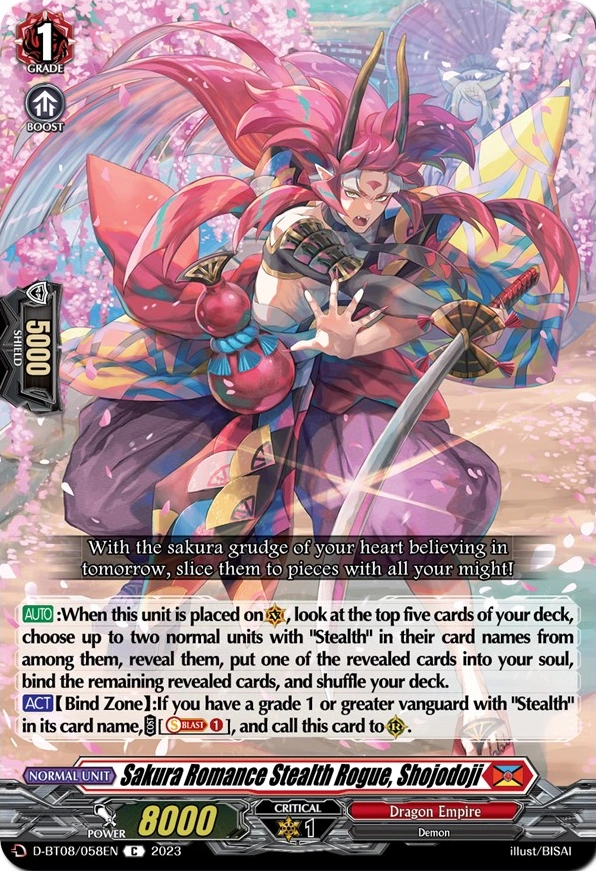 1
GRADE
BOOST
5000
SHIELD
With the sakura grudge of your heart believing in
tomorrow, slice them to pieces with all your might!
AUTO:When this unit is placed on , look at the top five cards of your deck,
choose up to two normal units with "Stealth" in their card names from
among them, reveal them, put one of the revealed cards into your soul,
bind the remaining revealed cards, and shuffle your deck.
ACT【Bind Zone】:If you have a grade 1 or greater vanguard with "Stealth"
in its card name, COST[SBLAST 1], and call this card to R.
NORMAL UNIT Sakura Romance Stealth Rogue, Shojodoji
POWER 8000 CRITICAL 1 Dragon Empire
Demon
D-BT08/058EN C 2023 illust/BISAI